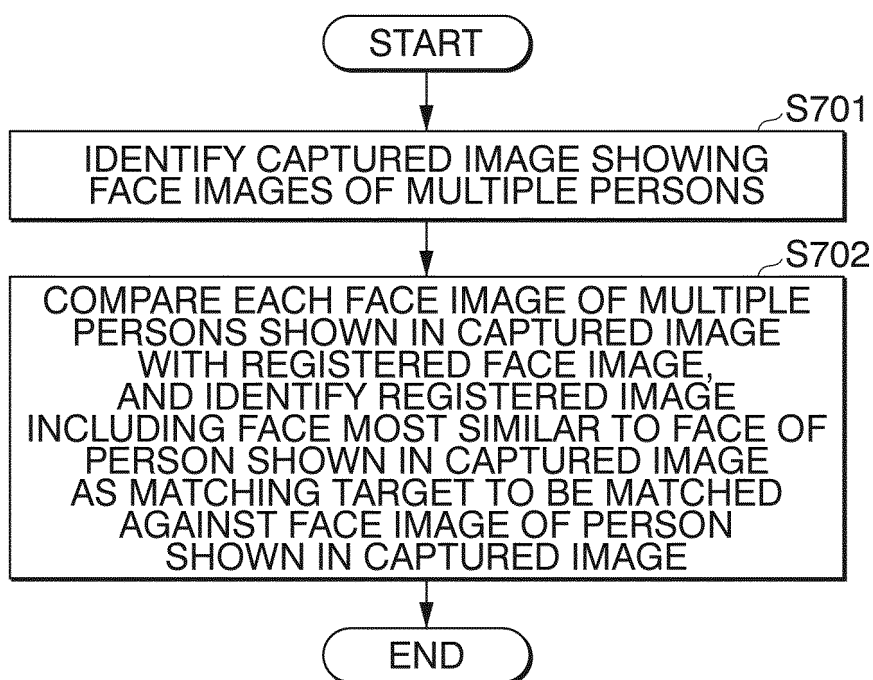 START
S701
IDENTIFY CAPTURED IMAGE SHOWING
FACE IMAGES OF MULTIPLE PERSONS
S702
COMPARE EACH FACE IMAGE OF MULTIPLE
PERSONS SHOWN IN CAPTURED IMAGE
WITH REGISTERED FACE IMAGE,
AND IDENTIFY REGISTERED IMAGE
INCLUDING FACE MOST SIMILAR TO FACE OF
PERSON SHOWN IN CAPTURED IMAGE
AS MATCHING TARGET TO BE MATCHED
AGAINST FACE IMAGE OF PERSON
SHOWN IN CAPTURED IMAGE
END